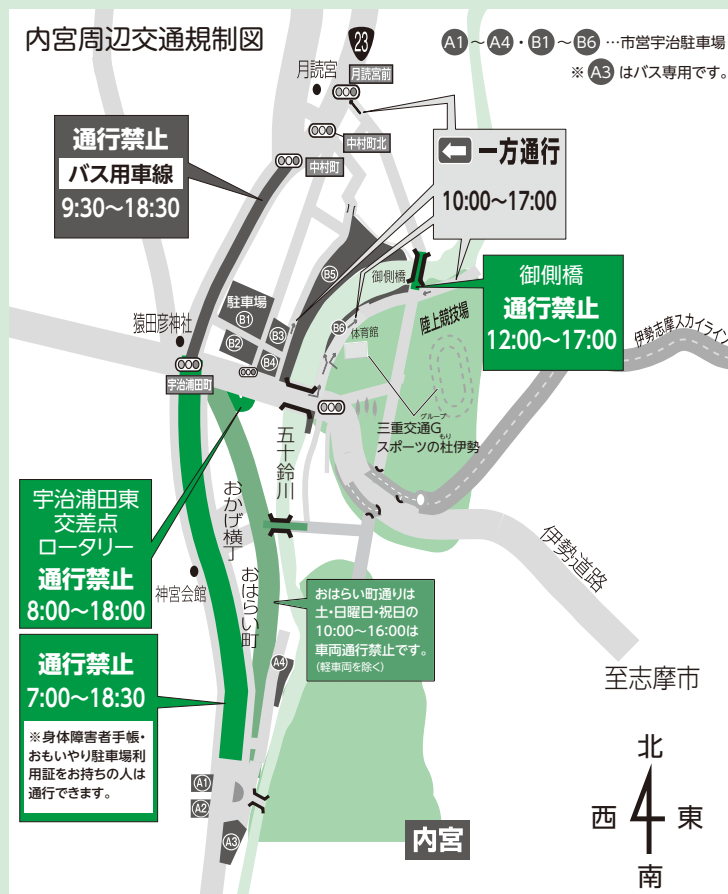 内宮周辺交通規制図
A1～A4・B1～B6…市営宇治駐車場
※A3はバス専用です。
23
月読宮
月読宮前
中村町北
中村町
通行禁止
バス用車線
9:30～18:30
一方通行
10:00～17:00
御側橋
通行禁止
12:00～17:00
B5
御側橋
駐車場
B1
B2
B3
B4
B6
体育館
陸上競技場
伊勢志摩スカイライン
猿田彦神社
宇治浦田町
グループ
三重交通G
もり
スポーツの杜伊勢
五十鈴川
おかげ横丁
おはらい町
宇治浦田東
交差点
ロータリー
通行禁止
8:00～18:00
神宮会館
伊勢道路
おはらい町通りは
土・日曜日・祝日の
10:00～16:00は
車両通行禁止です。
(軽車両を除く)
通行禁止
7:00～18:30
※身体障害者手帳・
おもいやり駐車場利
用証をお持ちの人は
通行できます。
A4
A1
A2
A3
内宮
至志摩市
北
西 東
南